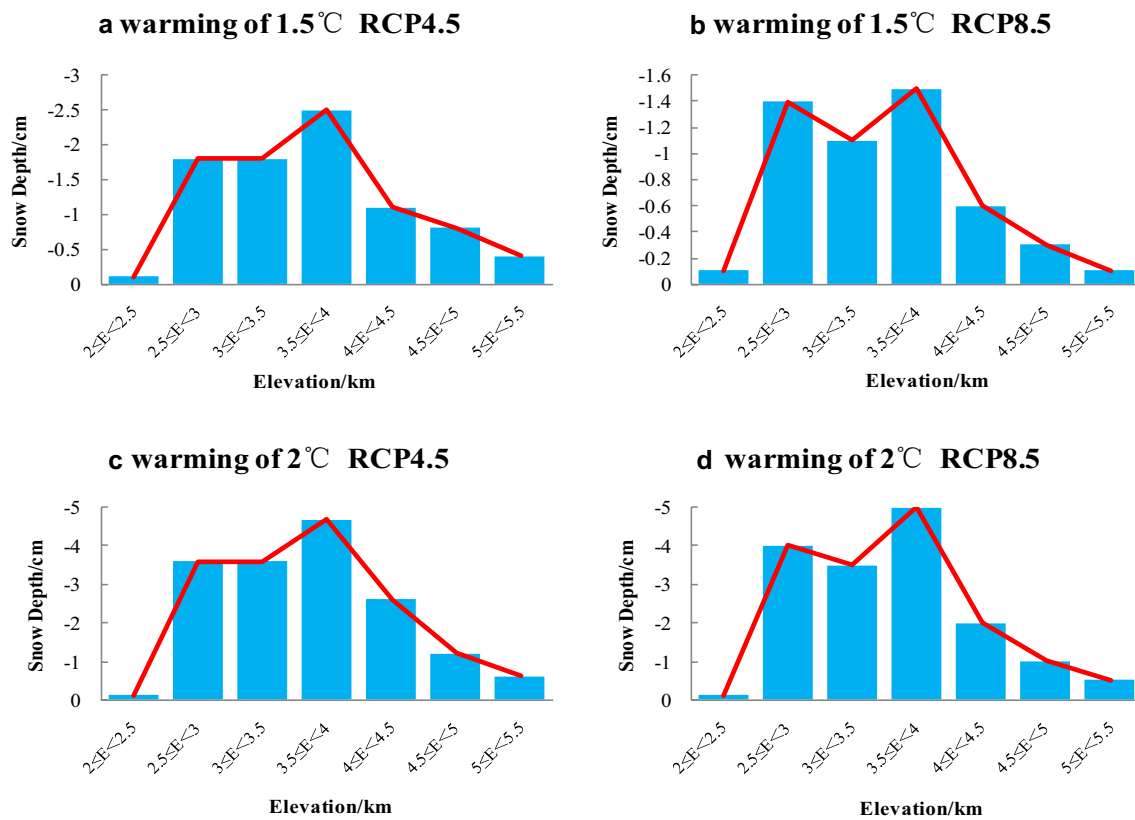 a warming of 1.5℃ RCP4.5
-3
-2.5
-2
-1.5
-1
-0.5
0
Snow Depth/cm
2≤E<2.5
2.5≤E<3
3≤E<3.5
3.5≤E<4
4≤E<4.5
4.5≤E<5
5≤E<5.5
Elevation/km
b warming of 1.5℃ RCP8.5
-1.6
-1.4
-1.2
-1
-0.8
-0.6
-0.4
-0.2
0
Snow Depth/cm
2≤E<2.5
2.5≤E<3
3≤E<3.5
3.5≤E<4
4≤E<4.5
4.5≤E<5
5≤E<5.5
Elevation/km
c warming of 2℃ RCP4.5
-5
-4
-3
-2
-1
0
Snow Depth/cm
2≤E<2.5
2.5≤E<3
3≤E<3.5
3.5≤E<4
4≤E<4.5
4.5≤E<5
5≤E<5.5
Elevation/km
d warming of 2℃ RCP8.5
-5
-4
-3
-2
-1
0
Snow Depth/cm
2≤E<2.5
2.5≤E<3
3≤E<3.5
3.5≤E<4
4≤E<4.5
4.5≤E<5
5≤E<5.5
Elevation/km